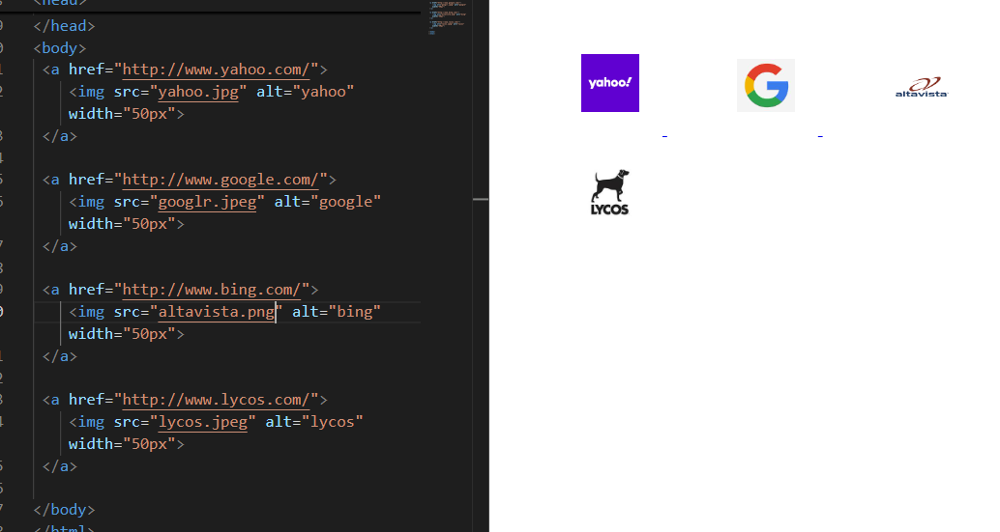 <head>
</head>
<body>
<a href="http://www.yahoo.com/">
<img src="yahoo.jpg" alt="yahoo"
width="50px">
</a>
<a href="http://www.google.com/">
<img src="googlr.jpeg" alt="google"
width="50px">
</a>
<a href="http://www.bing.com/">
<img src="altavista.png" alt="bing"
width="50px">
</a>
<a href="http://www.lycos.com/">
<img src="lycos.jpeg" alt="lycos"
width="50px">
</a>
</body>
</html>
yahoo!
G
altavista
LYCOS